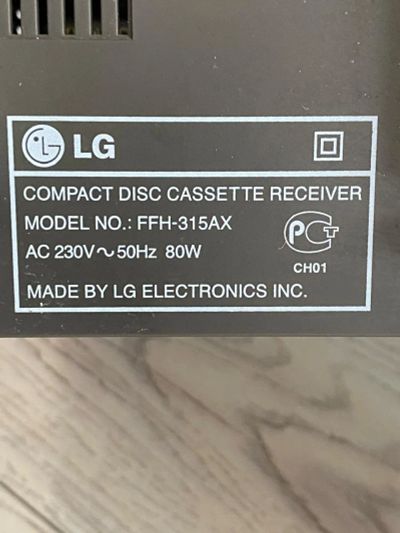 LG
COMPACT DISC CASSETTE RECEIVER
MODEL NO.: FFH-315AX
AC 230V～50Hz 80W
РСТ
CH01
MADE BY LG ELECTRONICS INC.